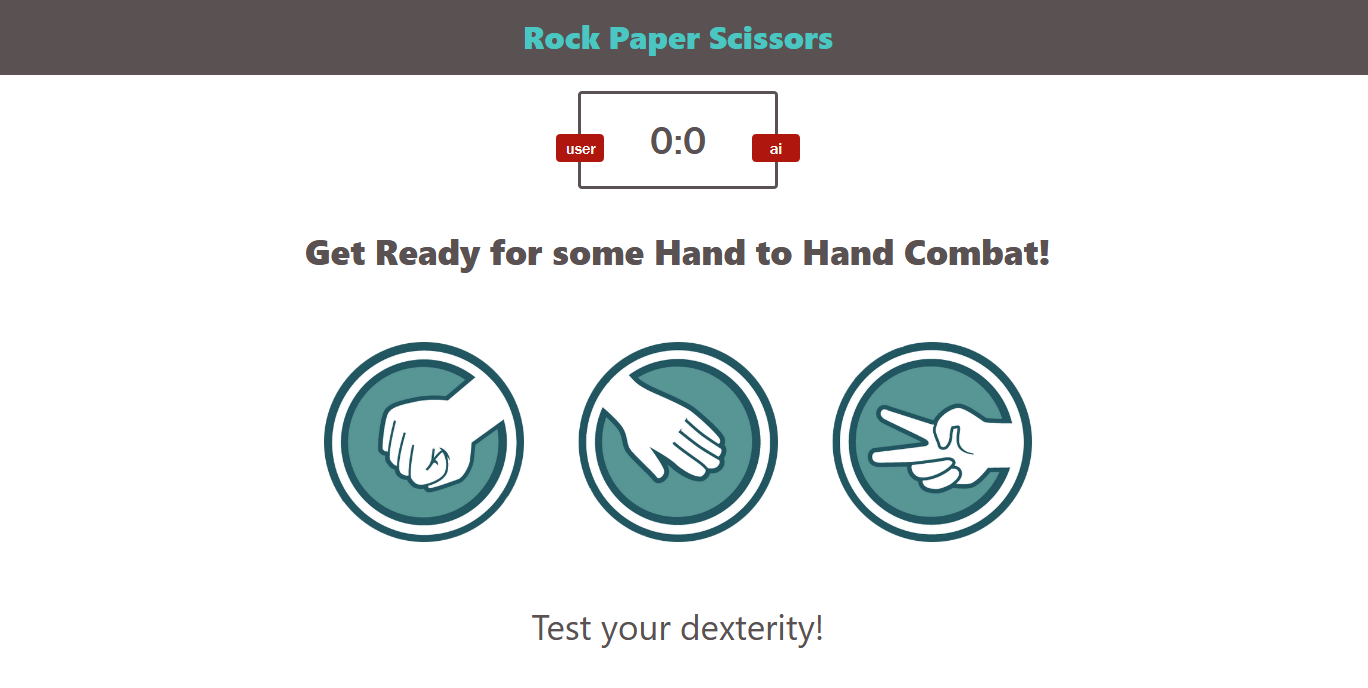 Rock Paper Scissors
0:0
user
ai
Get Ready for some Hand to Hand Combat!
Test your dexterity!